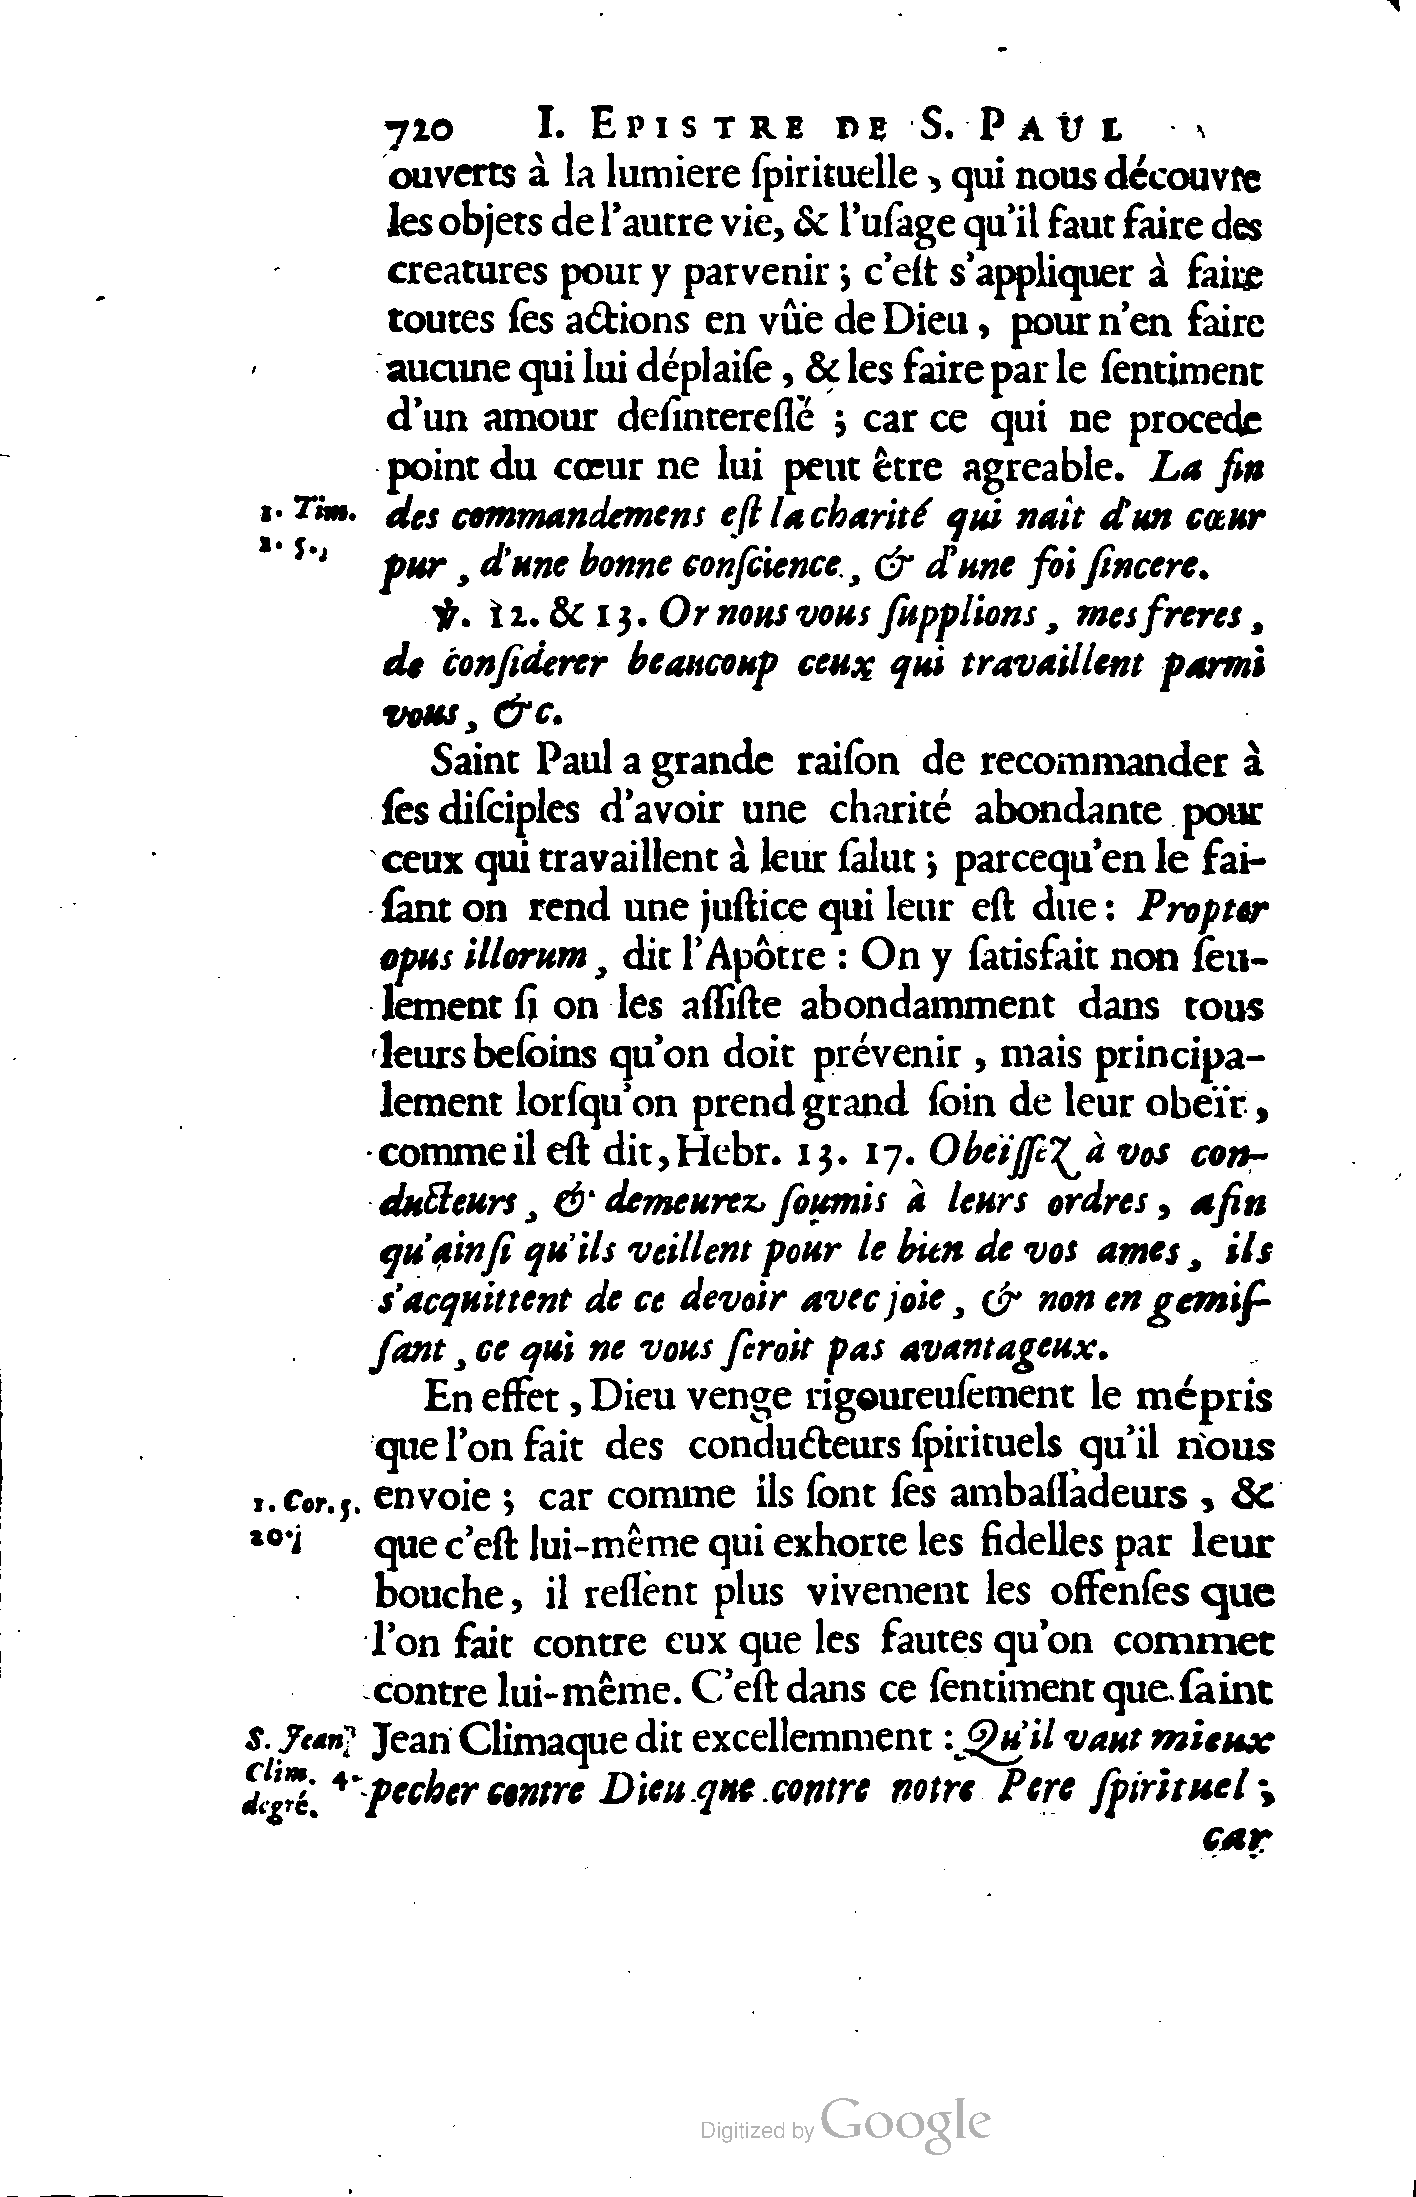 720 I. EPISTRE DE S. PAUL
ouverts à la lumiere ſpirituelle, qui nous découvre
les objets de l'autre vie, & l'uſage qu'il faut faire des
creatures pour y parvenir; c'eſt s'appliquer à faire
toutes ſes actions en vûë de Dieu, pour n'en faire
aucune qui lui déplaiſe, & les faire par le ſentiment
d'un amour deſintereſſé; car ce qui ne procede
point du cœur ne lui peut être agreable. La fin
1. Tim. des commandemens eſt la charité qui nait d'un cœur
1. 5. pur, d'une bonne conſcience, & d'une foi ſincere.
℣. 12. & 13. Or nous vous ſupplions, mes freres,
de conſiderer beaucoup ceux qui travaillent parmi
vous, &c.
Saint Paul a grande raiſon de recommander à
ſes diſciples d'avoir une charité abondante pour
ceux qui travaillent à leur ſalut; parcequ'en le fai-
ſant on rend une juſtice qui leur eſt due: Propter
opus illorum, dit l'Apôtre: On y ſatisfait non ſeu-
lement ſi on les aſſiſte abondamment dans tous
leurs beſoins qu'on doit prévenir, mais principa-
lement lorſqu'on prend grand ſoin de leur obeïr,
comme il eſt dit, Hebr. 13. 17. Obeïſſez à vos con-
ducteurs, & demeurez ſoumis à leurs ordres, afin
qu'ainſi qu'ils veillent pour le bien de vos ames, ils
s'acquittent de ce devoir avec joie, & non en gemiſ-
ſant, ce qui ne vous ſeroit pas avantageux.
En effet, Dieu venge rigoureuſement le mépris
que l'on fait des conducteurs ſpirituels qu'il nous
1. Cor. 5. envoie; car comme ils ſont ſes ambaſſadeurs, &
20. que c'eſt lui-même qui exhorte les fidelles par leur
bouche, il reſſent plus vivement les offenſes que
l'on fait contre eux que les fautes qu'on commet
contre lui-même. C'eſt dans ce ſentiment que ſaint
S. Jean Jean Climaque dit excellemment: Qu'il vaut mieux
Clim. 4. pecher contre Dieu que contre notre Pere ſpirituel;
degré.
car
Digitized by Google